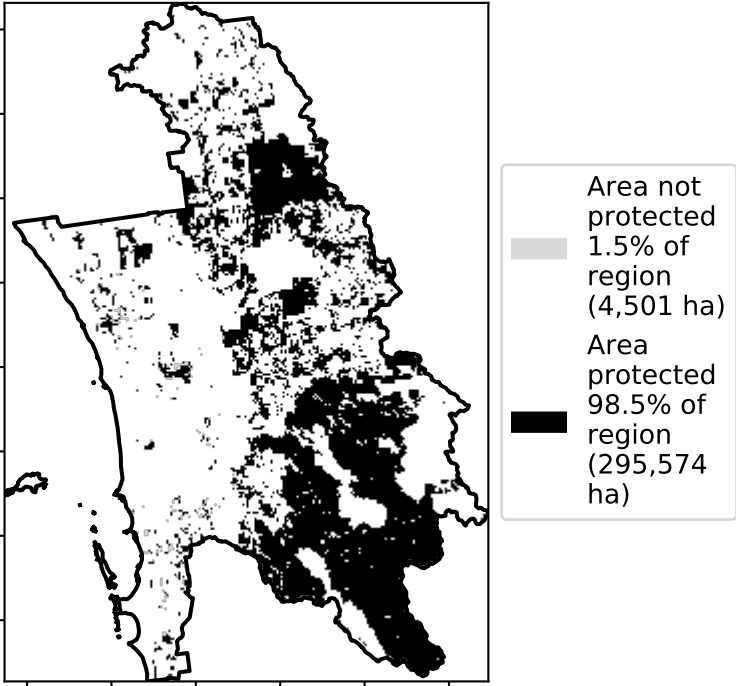 Area not
protected
1.5% of
region
(4,501 ha)
Area
protected
98.5% of
region
(295,574
ha)